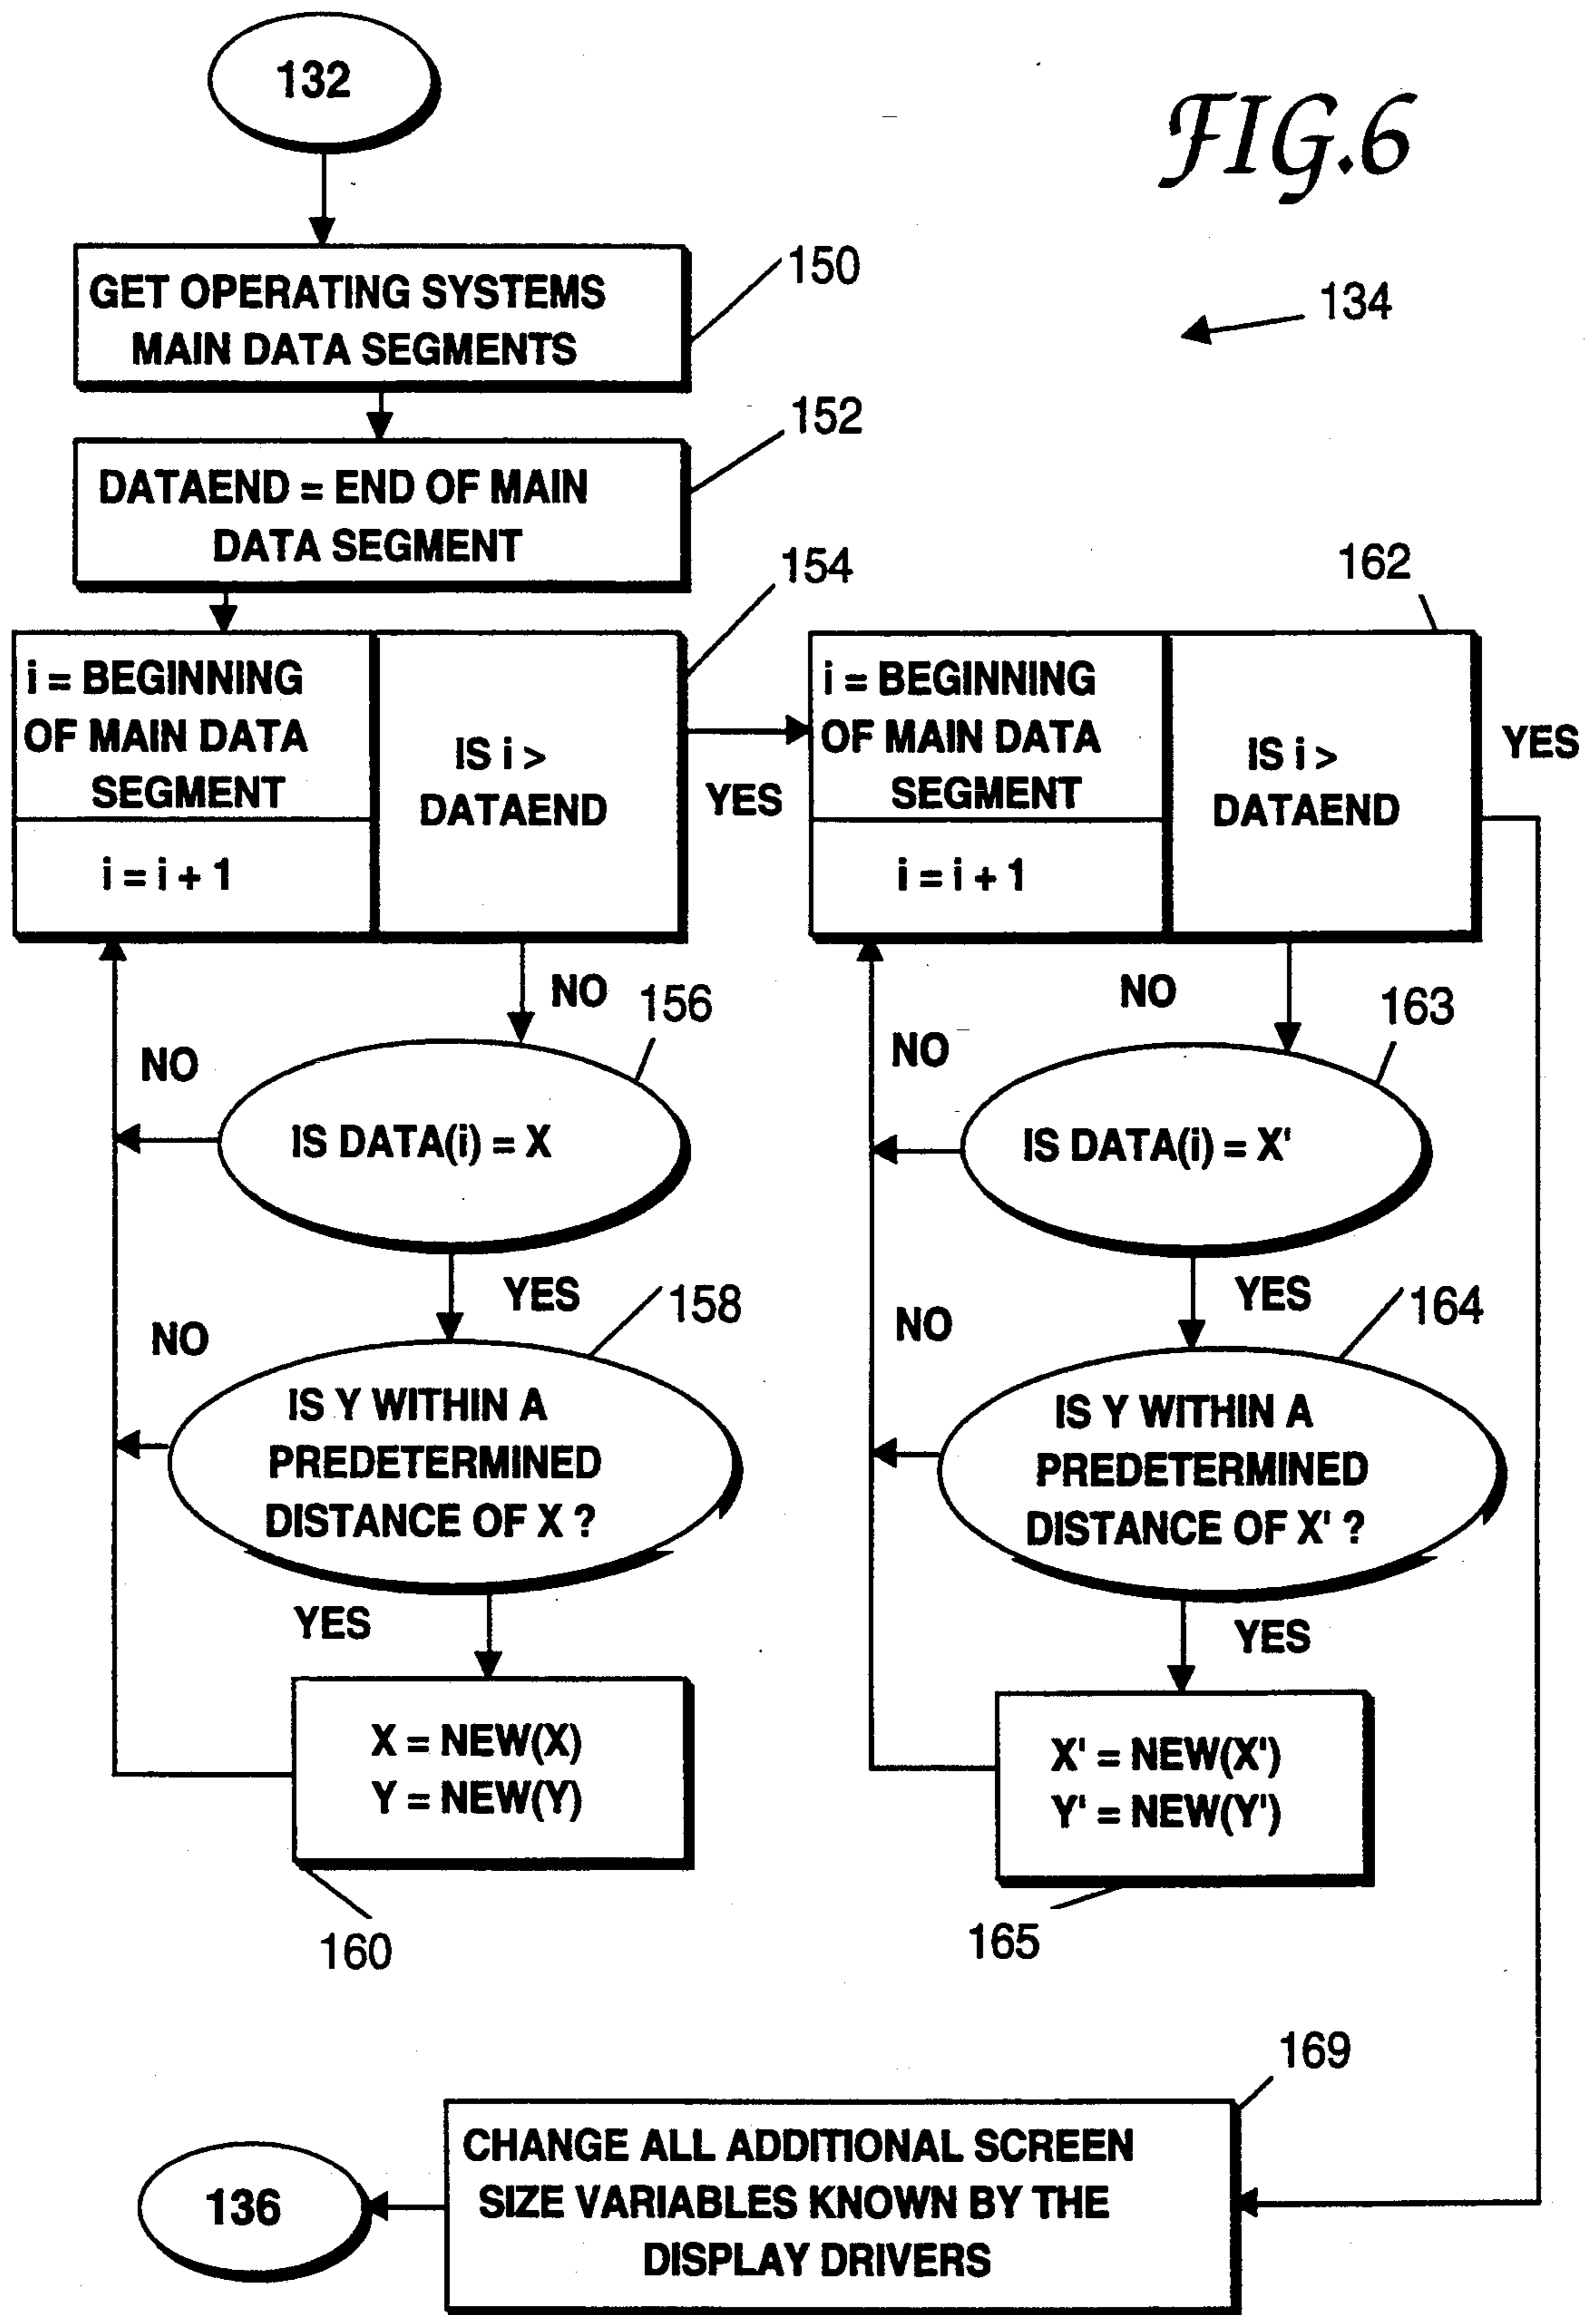 132
FIG.6
134
GET OPERATING SYSTEMS
MAIN DATA SEGMENTS
150
DATAEND = END OF MAIN
DATA SEGMENT
152
154
i = BEGINNING
OF MAIN DATA
SEGMENT
i = i + 1
IS i >
DATAEND
YES
NO
162
i = BEGINNING
OF MAIN DATA
SEGMENT
i = i + 1
IS i >
DATAEND
YES
NO
156
NO
IS DATA(i) = X
YES
158
NO
IS Y WITHIN A
PREDETERMINED
DISTANCE OF X ?
YES
X = NEW(X)
Y = NEW(Y)
160
163
NO
IS DATA(i) = X'
YES
164
NO
IS Y WITHIN A
PREDETERMINED
DISTANCE OF X' ?
YES
X' = NEW(X')
Y' = NEW(Y')
165
169
CHANGE ALL ADDITIONAL SCREEN
SIZE VARIABLES KNOWN BY THE
DISPLAY DRIVERS
136